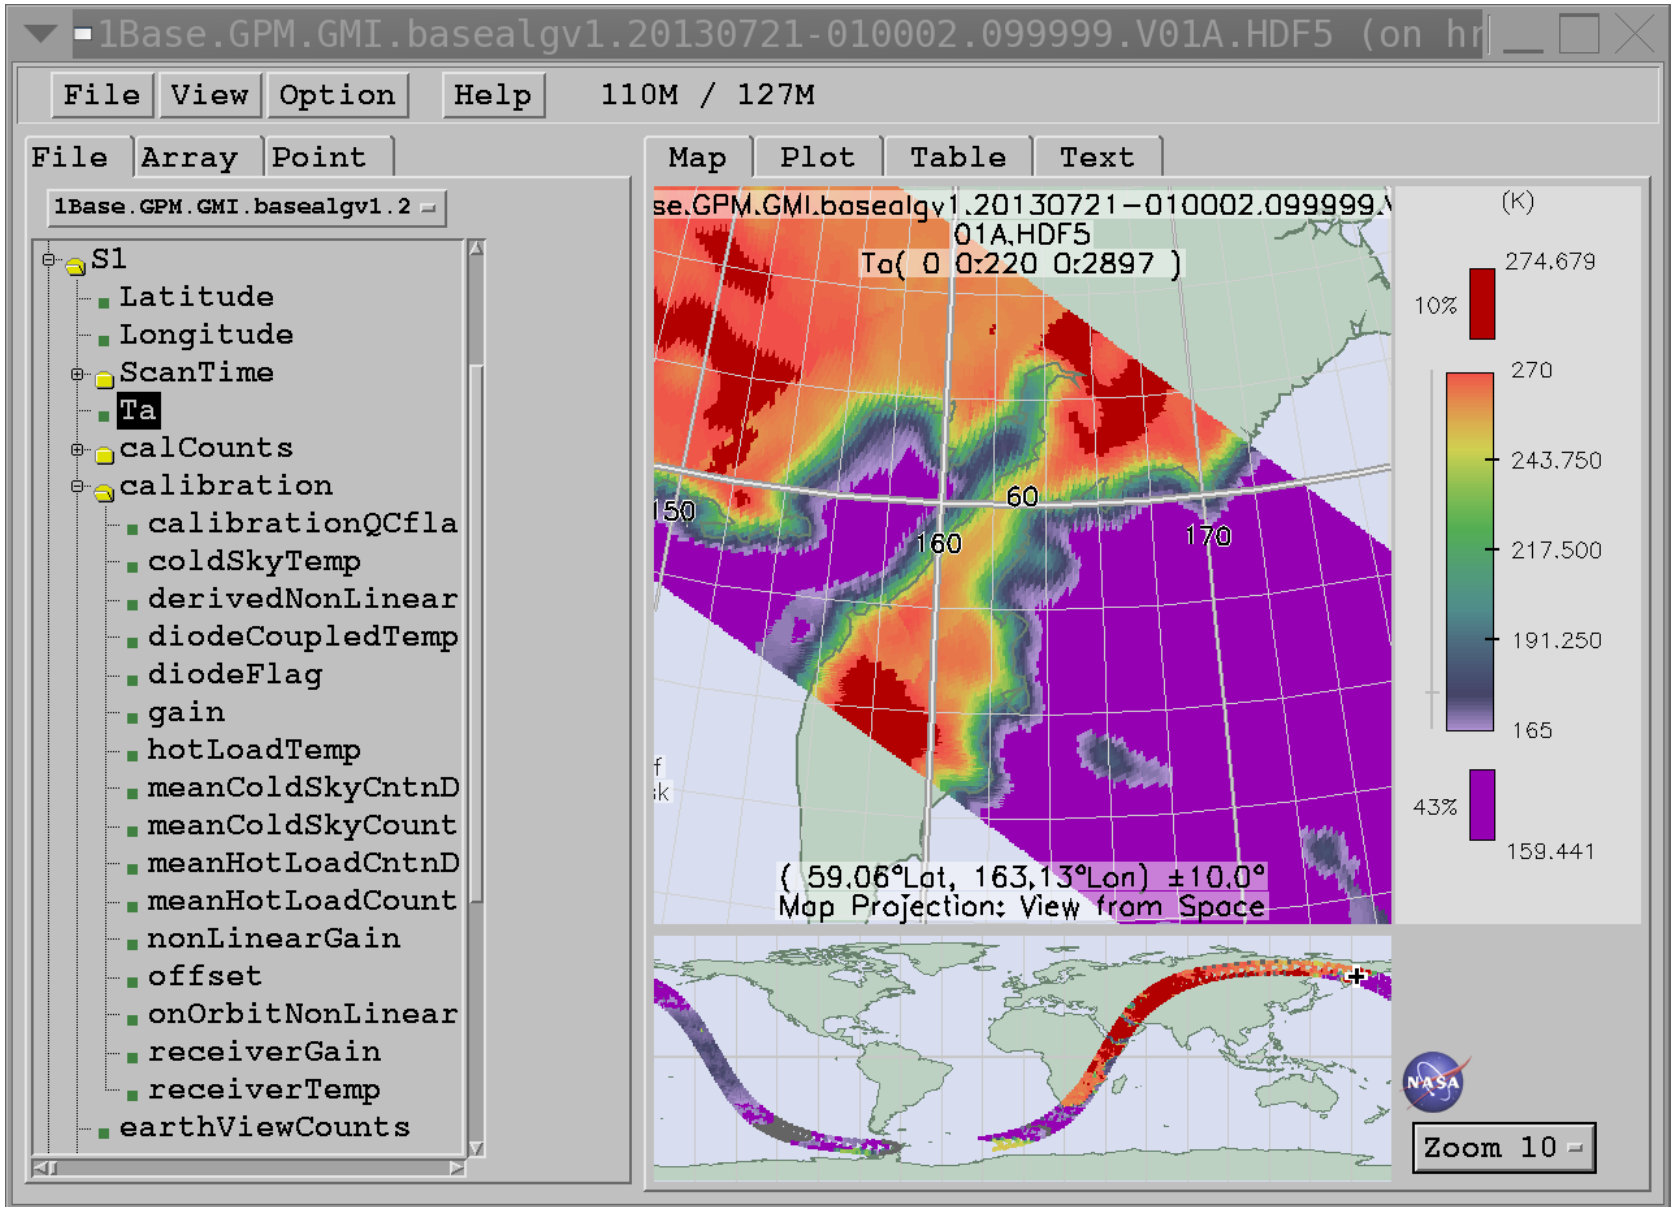 1Base.GPM.GMI.basealgv1.20130721-010002.099999.V01A.HDF5 (on hr
File View Option Help 110M / 127M
File Array Point
1Base.GPM.GMI.basealgv1.2
S1
Latitude
Longitude
ScanTime
Ta
calCounts
calibration
calibrationQCfla
coldSkyTemp
derivedNonLinear
diodeCoupledTemp
diodeFlag
gain
hotLoadTemp
meanColdSkyCntnD
meanColdSkyCount
meanHotLoadCntnD
meanHotLoadCount
nonLinearGain
offset
onOrbitNonLinear
receiverGain
receiverTemp
earthViewCounts
Map Plot Table Text
se.GPM.GMI.basealgv1.20130721-010002.099999.V
01A.HDF5
Ta( 0 0:220 0:2897 )
150
60
160
170
f
sk
( 59.06°Lat, 163.13°Lon) ±10.0°
Map Projection: View from Space
(K)
274.679
10%
270
243.750
217.500
191.250
165
43%
159.441
NASA
Zoom 10